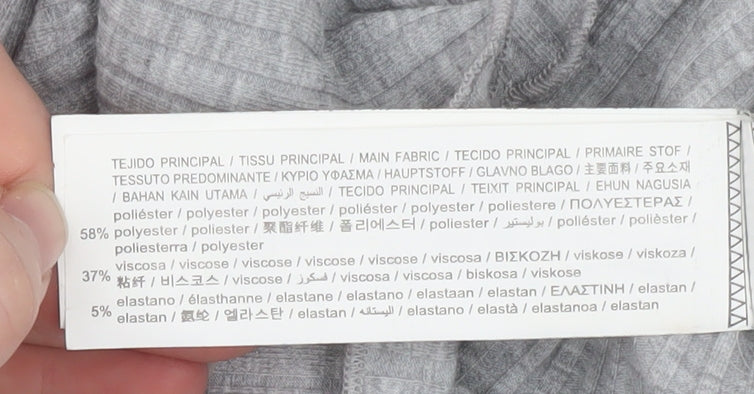 TEJIDO PRINCIPAL / TISSU PRINCIPAL / MAIN FABRIC / TECIDO PRINCIPAL / PRIMAIRE STOF /
TESSUTO PREDOMINANTE / ΚΥΡΙΟ ΥΦΑΣΜΑ / HAUPTSTOFF / GLAVNO BLAGO / 主要面料 / 주요소재
/ BAHAN KAIN UTAMA / النسيج الرئيسي / TECIDO PRINCIPAL / TEIXIT PRINCIPAL / EHUN NAGUSIA
poliéster / polyester / polyester / poliéster / polyester / poliestere / ΠΟΛΥΕΣΤΕΡΑΣ /
58% polyester / poliester / 聚酯纤维 / 폴리에스터 / poliester / بوليستير / poliéster / polièster /
poliesterra / polyester
viscosa / viscose / viscose / viscose / viscose / viscosa / ΒΙΣΚΟΖΗ / viskose / viskoza /
37% 粘纤 / 비스코스 / viscose / فسكوز / viscosa / viscosa / biskosa / viskose
elastano / élasthanne / elastane / elastano / elastaan / elastan / ΕΛΑΣΤΙΝΗ / elastan /
5% elastan / 氨纶 / 엘라스탄 / elastan / اليستانه / elastano / elastà / elastanoa / elastan